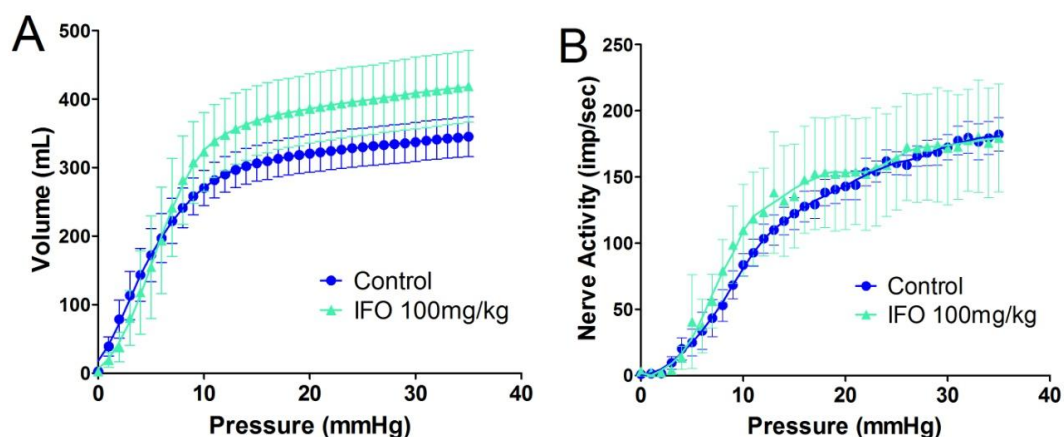 A
Volume (mL)
500
400
300
200
100
0
0 10 20 30 40
Pressure (mmHg)
Control
IFO 100mg/kg
B
Nerve Activity (imp/sec)
250
200
150
100
50
0
0 10 20 30 40
Pressure (mmHg)
Control
IFO 100mg/kg